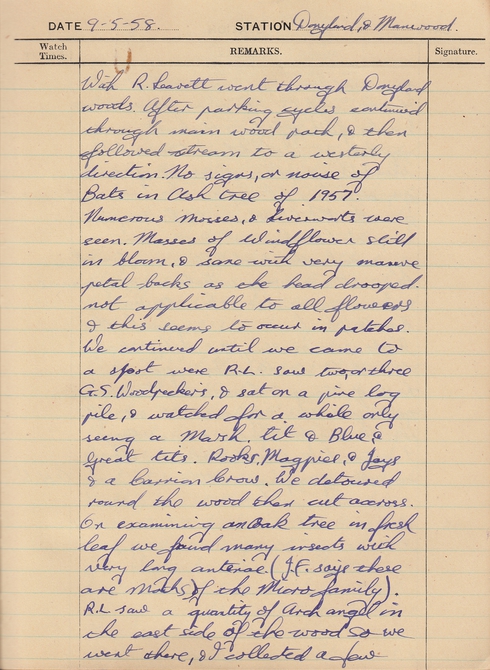 DATE 9-5-58. STATION Donyland, & Manwood.
Watch Times. REMARKS. Signature.
With R. Leavett went through Donyland
woods. After parking cycles continued
through main wood path, & then
followed stream to a westerly
direction. No signs, or noise of
Bats in Ash tree of 1957.
Numerous mosses, & liverworts were
seen. Masses of Windflower still
in bloom, & some with very mauve
petal backs as the head drooped.
not applicable to all flowers
& this seems to occur in patches.
We continued until we came to
a spot were R.L. saw two, or three
G.S. Woodpeckers, & sat on a pine log
pile, & watched for a while only
seeing a Marsh. tit & Blue, &
great tits. Rooks, Magpies, & Jays
& a Carrion Crow. We detoured
round the wood then cut accross.
On examining an Oak tree in fresh
leaf we found many insects with
very long anteriae. (J.F. says these
are Moths) of the Micro family).
R.L saw a quantity of Archangel in
the east side of the wood so we
went there, & I collected a few